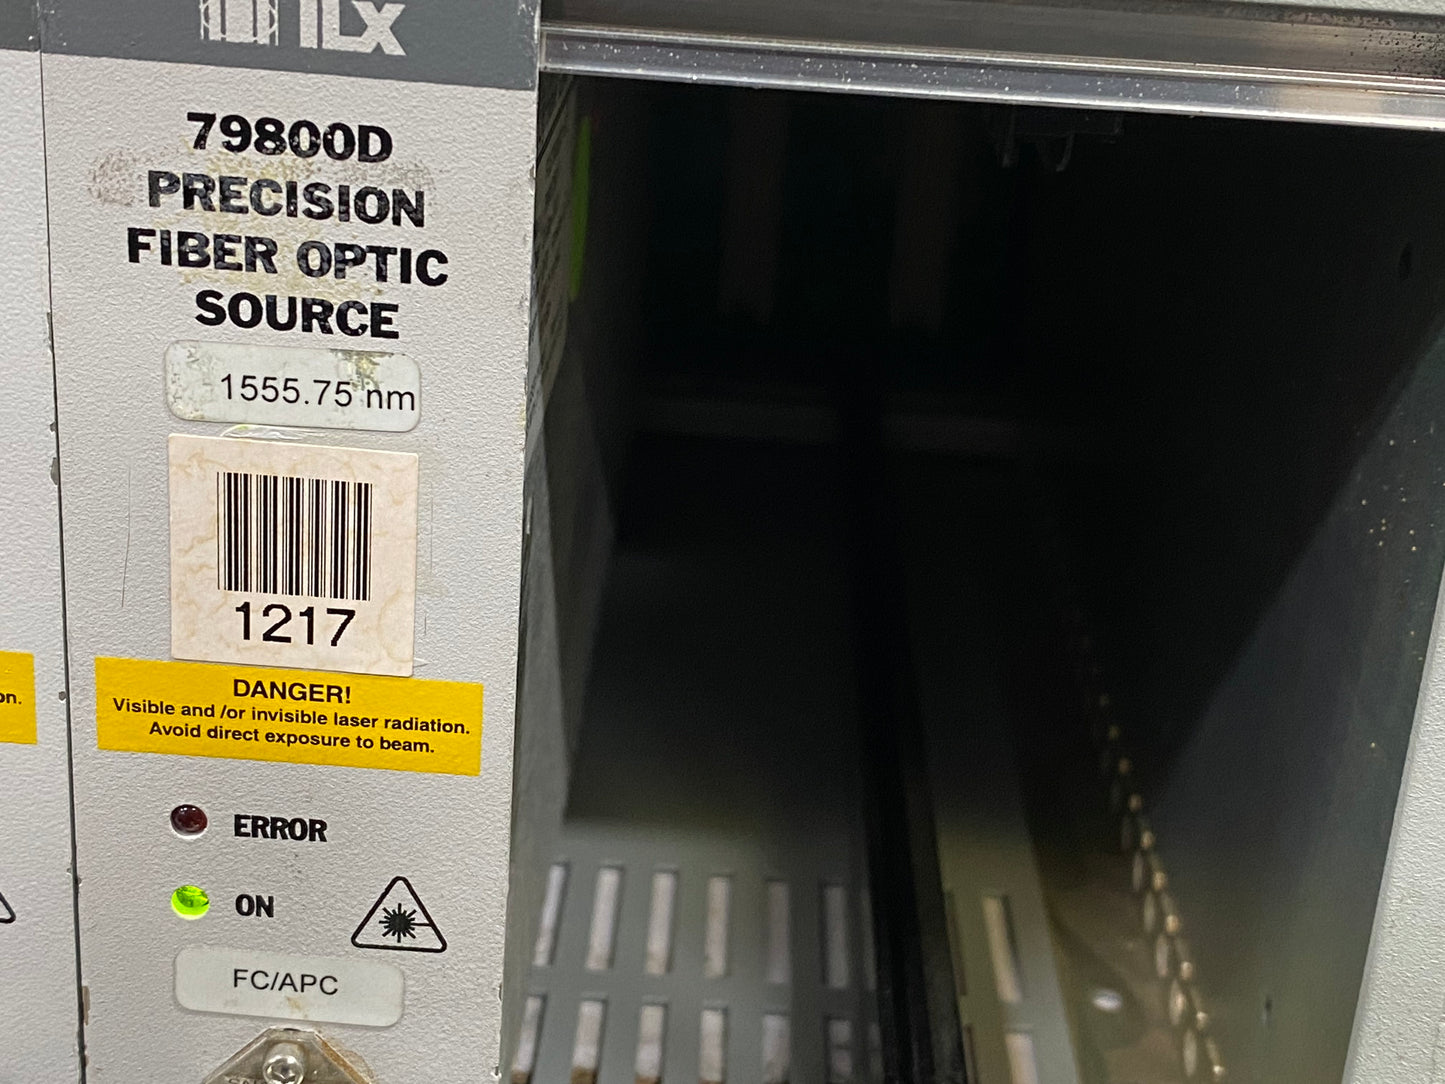 ILX
79800D
PRECISION
FIBER OPTIC
SOURCE
1555.75 nm
1217
DANGER!
Visible and /or invisible laser radiation.
Avoid direct exposure to beam.
on.
ERROR
ON
FC/APC